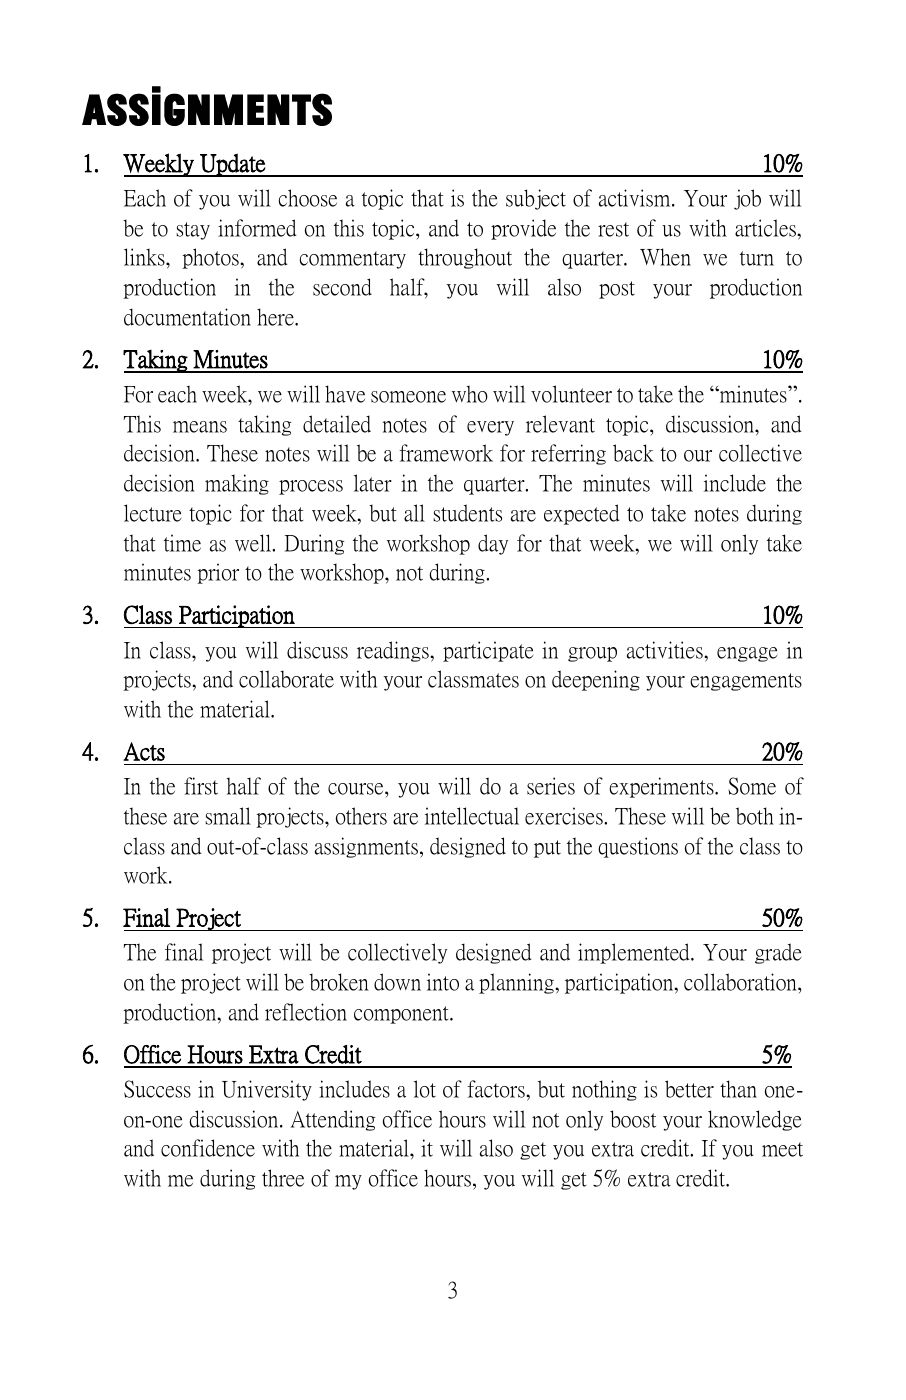 ASSiGNMENTS
1. Weekly Update 10%
Each of you will choose a topic that is the subject of activism. Your job will
be to stay informed on this topic, and to provide the rest of us with articles,
links, photos, and commentary throughout the quarter. When we turn to
production in the second half, you will also post your production
documentation here.
2. Taking Minutes 10%
For each week, we will have someone who will volunteer to take the “minutes”.
This means taking detailed notes of every relevant topic, discussion, and
decision. These notes will be a framework for referring back to our collective
decision making process later in the quarter. The minutes will include the
lecture topic for that week, but all students are expected to take notes during
that time as well. During the workshop day for that week, we will only take
minutes prior to the workshop, not during.
3. Class Participation 10%
In class, you will discuss readings, participate in group activities, engage in
projects, and collaborate with your classmates on deepening your engagements
with the material.
4. Acts 20%
In the first half of the course, you will do a series of experiments. Some of
these are small projects, others are intellectual exercises. These will be both in-
class and out-of-class assignments, designed to put the questions of the class to
work.
5. Final Project 50%
The final project will be collectively designed and implemented. Your grade
on the project will be broken down into a planning, participation, collaboration,
production, and reflection component.
6. Office Hours Extra Credit 5%
Success in University includes a lot of factors, but nothing is better than one-
on-one discussion. Attending office hours will not only boost your knowledge
and confidence with the material, it will also get you extra credit. If you meet
with me during three of my office hours, you will get 5% extra credit.
3